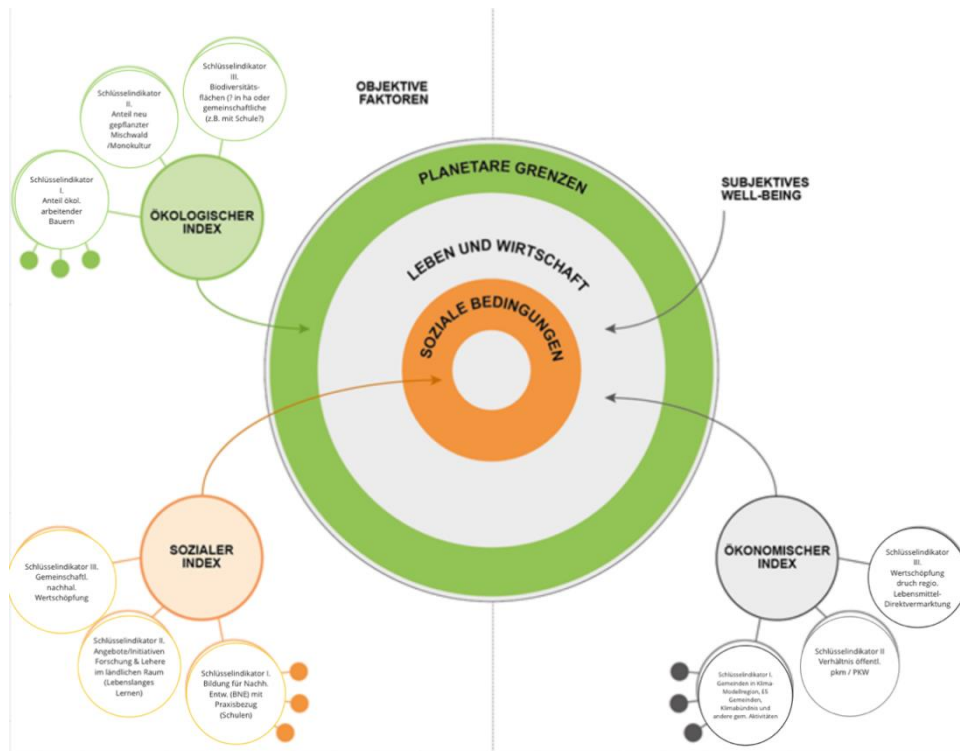 Schlüsselindikator
III.
Biodiversitäts-
flächen (? in ha oder
gemeinschaftliche
(z.B. mit Schule?)
Schlüsselindikator
II.
Anteil neu
gepflanzter
Mischwald
/Monokultur
Schlüsselindikator
I.
Anteil ökol.
arbeitender
Bauern
ÖKOLOGISCHER
INDEX
OBJEKTIVE
FAKTOREN
PLANETARE GRENZEN
LEBEN UND WIRTSCHAFT
SOZIALE BEDINGUNGEN
SUBJEKTIVES
WELL-BEING
SOZIALER
INDEX
Schlüsselindikator III.
Gemeinschaftl.
nachhal.
Wertschöpfung
Schlüsselindikator II.
Angebote/Initiativen
Forschung & Lehere
im ländlichen Raum
(Lebenslanges
Lernen)
Schlüsselindikator I.
Bildung für Nachh.
Entw. (BNE) mit
Praxisbezug
(Schulen)
ÖKONOMISCHER
INDEX
Schlüsselindikator
III.
Wertschöpfung
druch regio.
Lebensmittel-
Direktvermarktung
Schlüsselindikator II
Verhältnis öffentl.
pkm / PKW
Schlüsselindikator I.
Gemeinden in Klima-
Modellregion, E5
Gemeinden,
Klimabündnis und
andere gem. Aktivitäten